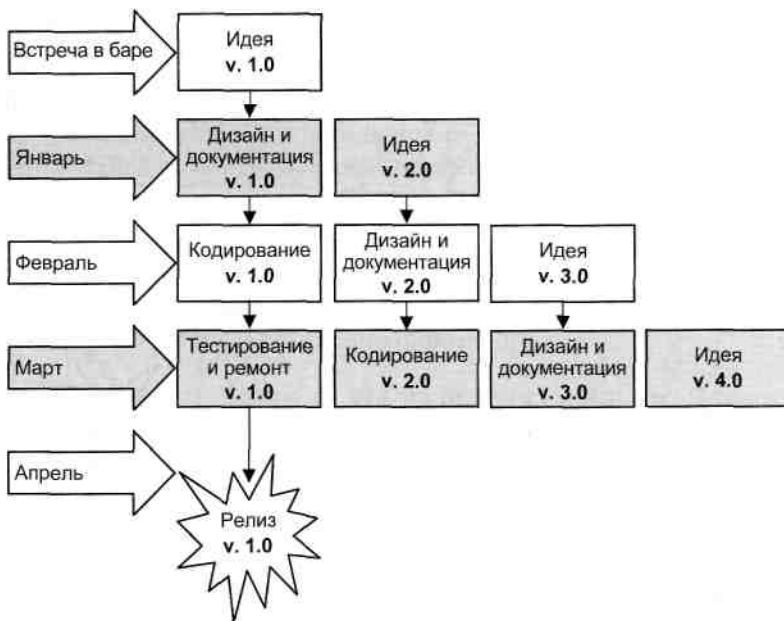 Встреча в баре
Идея
v. 1.0
Январь
Дизайн и
документация
v. 1.0
Идея
v. 2.0
Февраль
Кодирование
v. 1.0
Дизайн и
документация
v. 2.0
Идея
v. 3.0
Март
Тестирование
и ремонт
v. 1.0
Кодирование
v. 2.0
Дизайн и
документация
v. 3.0
Идея
v. 4.0
Апрель
Релиз
v. 1.0